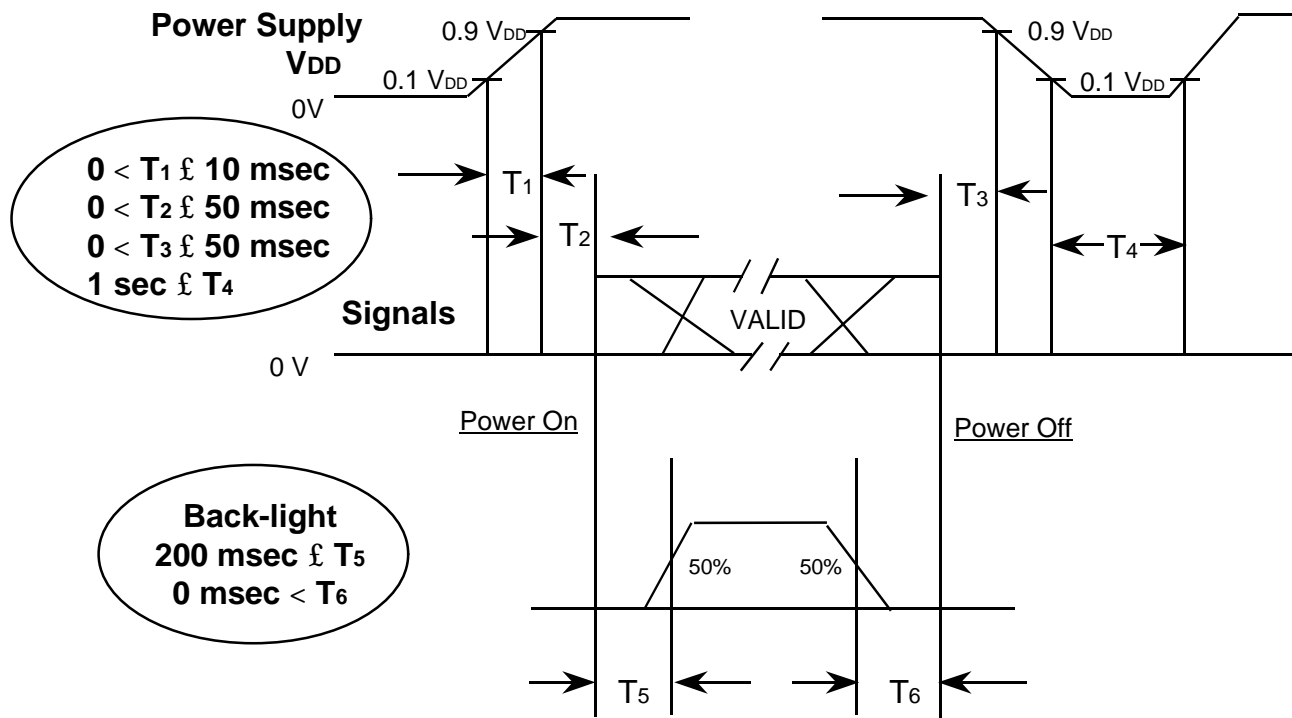 Power Supply
VDD
0.9 VDD
0.1 VDD
0V
0.9 VDD
0.1 VDD
0 < T1 £ 10 msec
0 < T2 £ 50 msec
0 < T3 £ 50 msec
1 sec £ T4
T1
T2
T3
T4
Signals
VALID
0 V
Power On
Power Off
Back-light
200 msec £ T5
0 msec < T6
50%
50%
T5
T6